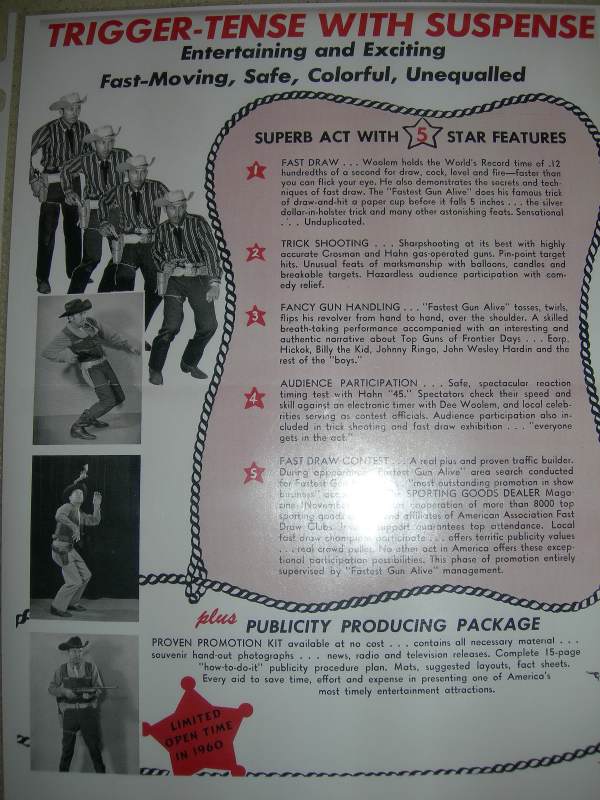 TRIGGER-TENSE WITH SUSPENSE
Entertaining and Exciting
Fast-Moving, Safe, Colorful, Unequalled
SUPERB ACT WITH 5 STAR FEATURES
1
FAST DRAW . . . Woolem holds the World's Record time of .12
hundredths of a second for draw, cock, level and fire—faster than
you can flick your eye. He also demonstrates the secrets and tech-
niques of fast draw. The "Fastest Gun Alive" does his famous trick
of draw-and-hit a paper cup before it falls 5 inches . . . the silver
dollar-in-holster trick and many other astonishing feats. Sensational
. . . Unduplicated.
2
TRICK SHOOTING . . . Sharpshooting at its best with highly
accurate Crosman and Hahn gas-operated guns. Pin-point target
hits. Unusual feats of marksmanship with balloons, candles and
breakable targets. Hazardless audience participation with com-
edy relief.
3
FANCY GUN HANDLING . . . "Fastest Gun Alive" tosses, twirls,
flips his revolver from hand to hand, over the shoulder. A skilled
breath-taking performance accompanied with an interesting and
authentic narrative about Top Guns of Frontier Days . . . Earp,
Hickok, Billy the Kid, Johnny Ringo, John Wesley Hardin and the
rest of the "boys."
4
AUDIENCE PARTICIPATION . . . Safe, spectacular reaction
timing test with Hahn "45." Spectators check their speed and
skill against an electronic timer with Dee Woolem, and local celeb-
rities serving as contest officials. Audience participation also in-
cluded in trick shooting and fast draw exhibition . . . "everyone
gets in the act."
5
FAST DRAW CONTEST . . . A real plus and proven traffic builder.
During "Fastest Gun Alive" area search conducted
for Fastest "most outstanding promotion in show
business" SPORTING GOODS DEALER Maga-
zine, November cooperation of more than 8000 top
sporting goods affiliates of American Association Fast
Draw Clubs. support guarantees top attendance. Local
fast draw participate . . . offers terrific publicity values
. . . real crowd puller. No other act in America offers these excep-
tional participation possibilities. This phase of promotion entirely
supervised by "Fastest Gun Alive" management.
plus PUBLICITY PRODUCING PACKAGE
PROVEN PROMOTION KIT available at no cost . . . contains all necessary material . . .
souvenir hand-out photographs . . . news, radio and television releases. Complete 15-page
"how-to-do-it" publicity procedure plan. Mats, suggested layouts, fact sheets.
Every aid to save time, effort and expense in presenting one of America's
most timely entertainment attractions.
LIMITED
OPEN TIME
IN 1960